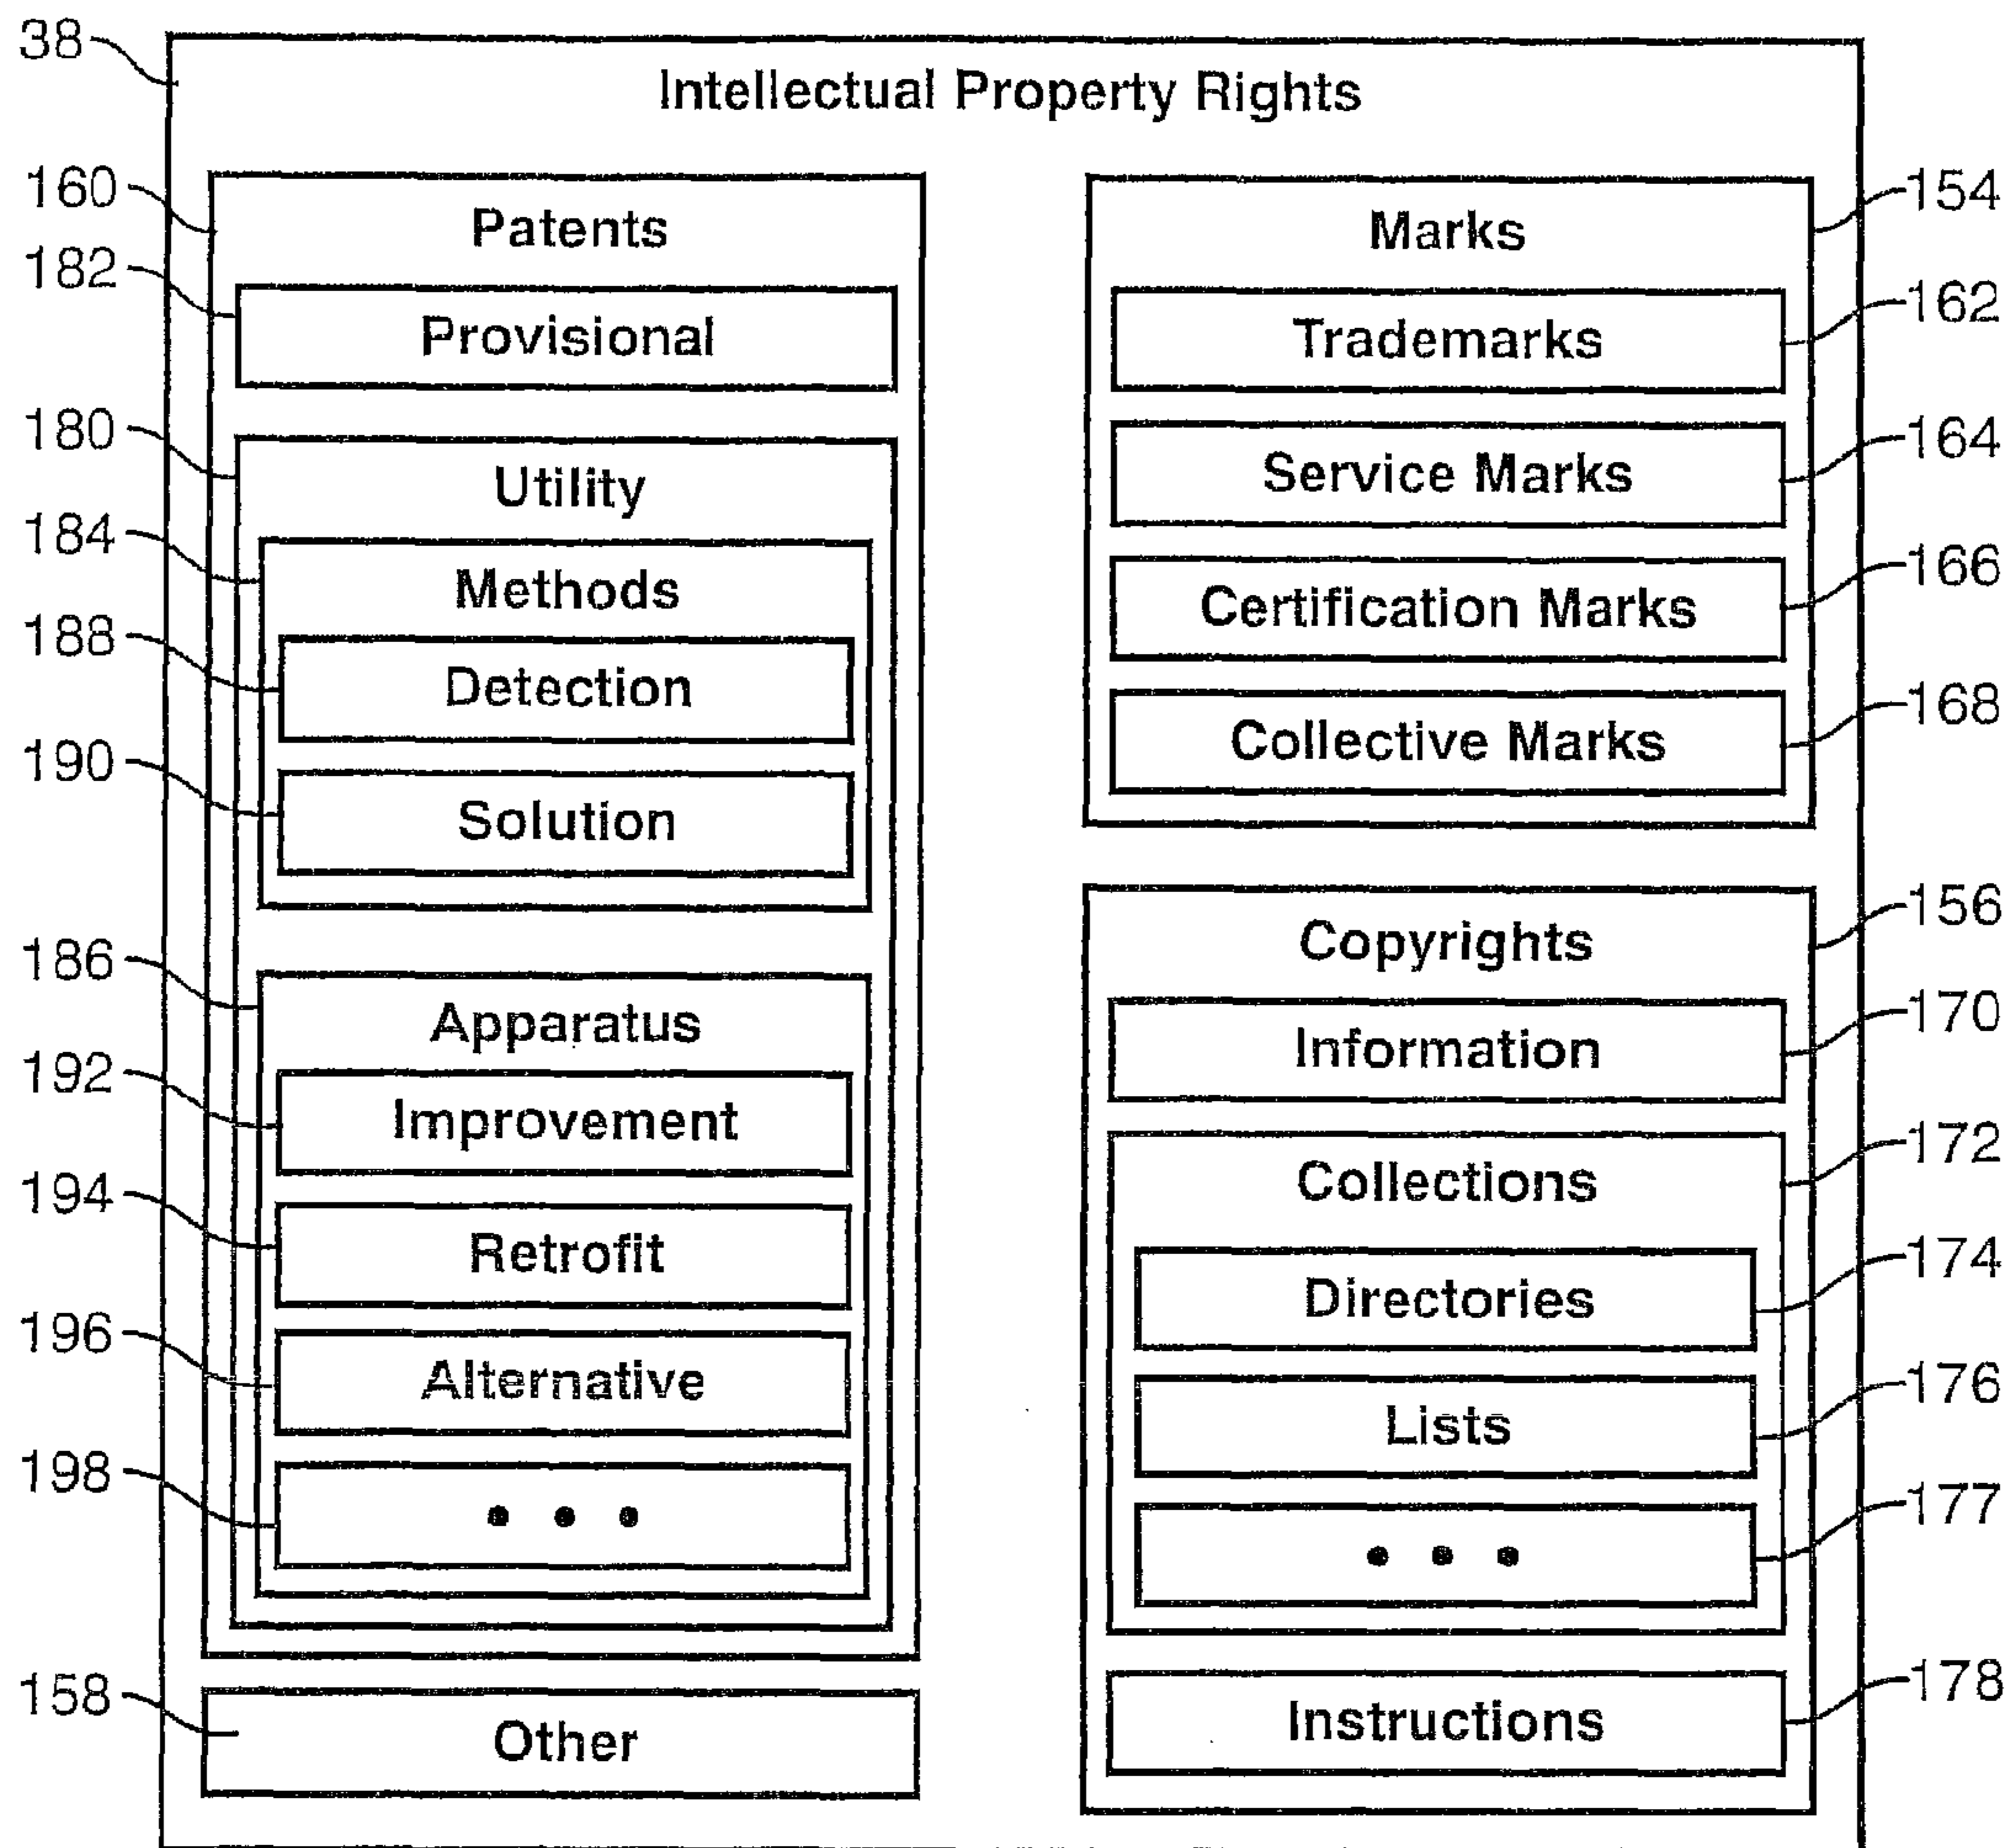 38
Intellectual Property Rights
160
Patents
182
Provisional
180
Utility
184
Methods
188
Detection
190
Solution
186
Apparatus
192
Improvement
194
Retrofit
196
Alternative
198
• • •
158
Other
Marks
154
Trademarks
162
Service Marks
164
Certification Marks
166
Collective Marks
168
Copyrights
156
Information
170
Collections
172
Directories
174
Lists
176
• • •
177
Instructions
178